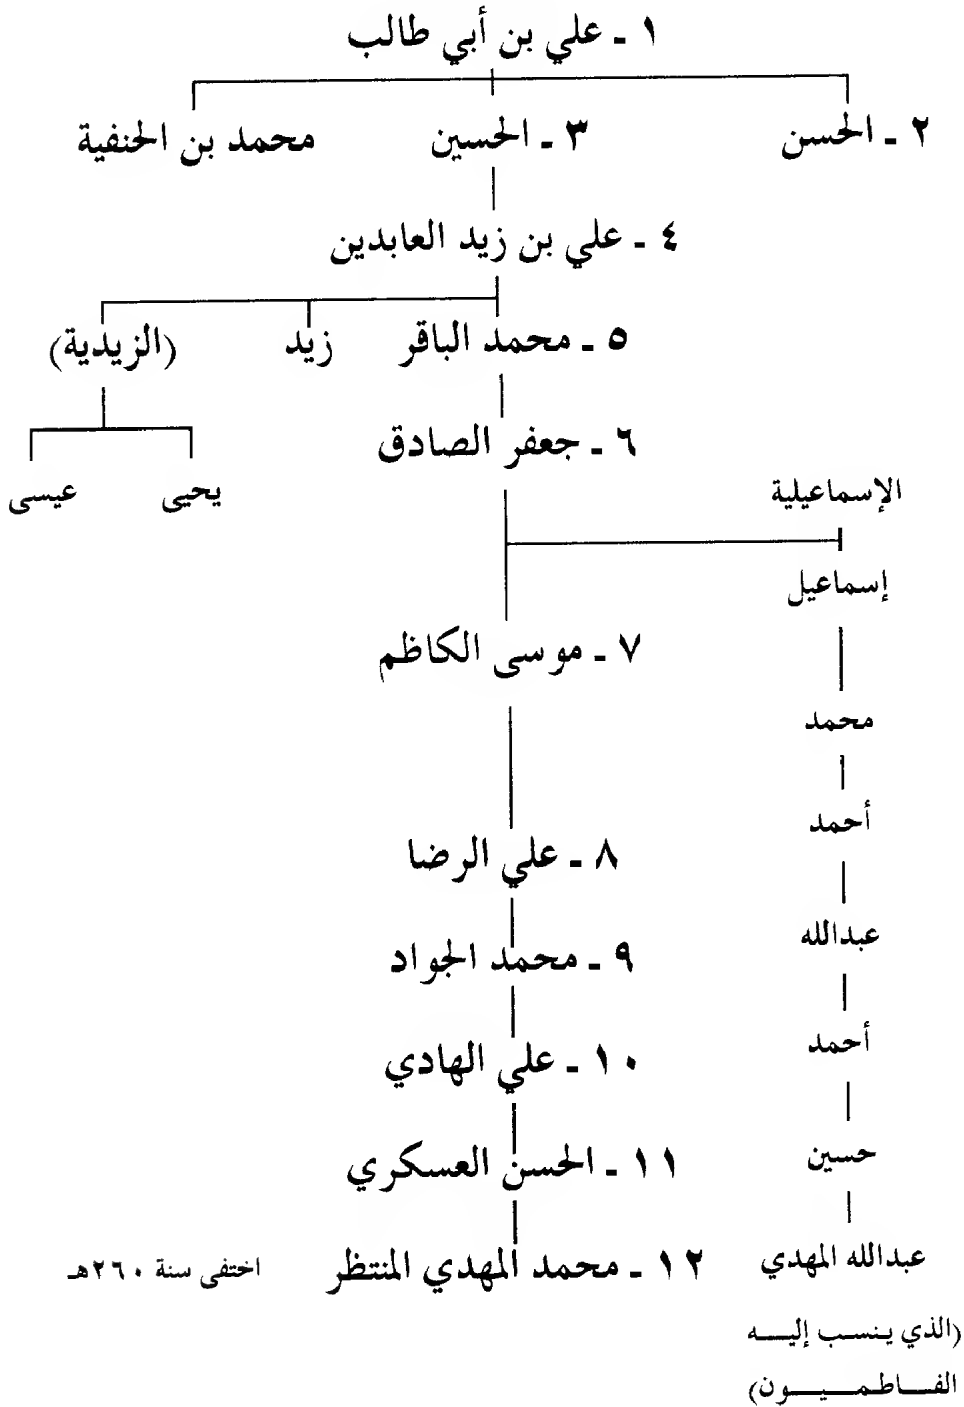 ١ ـ علي بن أبي طالب
٢ ـ الحسن
٣ ـ الحسين
محمد بن الحنفية
٤ ـ علي بن زيد العابدين
٥ ـ محمد الباقر
زيد
(الزيدية)
٦ ـ جعفر الصادق
يحيى
عيسى
الإسماعيلية
إسماعيل
٧ ـ موسى الكاظم
محمد
أحمد
٨ ـ علي الرضا
عبدالله
٩ ـ محمد الجواد
أحمد
١٠ ـ علي الهادي
حسين
١١ ـ الحسن العسكري
عبدالله المهدي
١٢ ـ محمد المهدي المنتظر
اختفى سنة ٢٦٠هـ
(الذي ينسب إليـــه
الفـــاطـمـــيـــون)